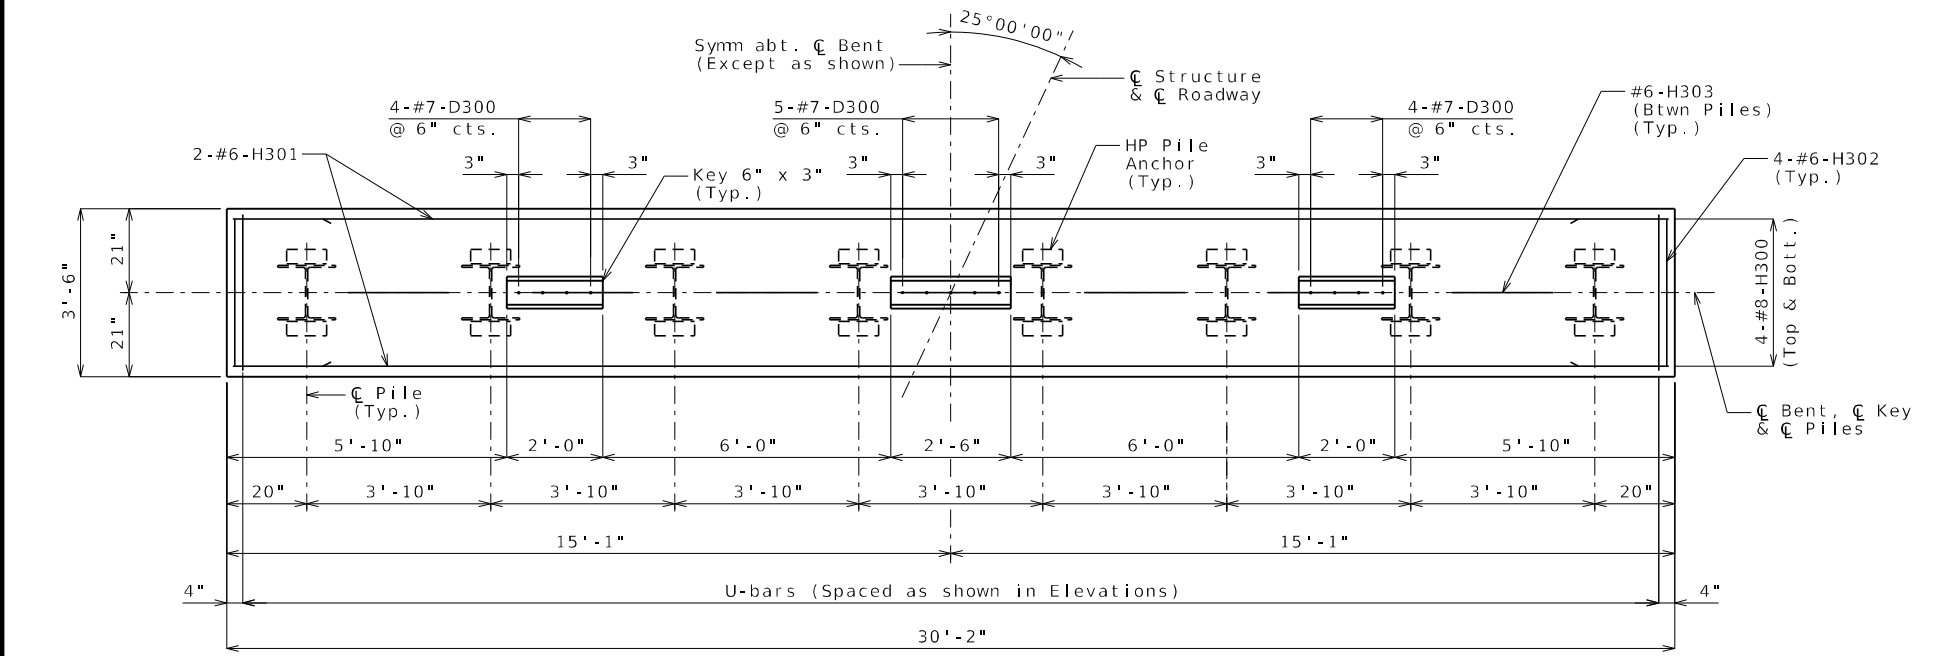 25°00'00"
Symm abt. ℄ Bent
(Except as shown)
℄ Structure
& ℄ Roadway
4-#7-D300
@ 6" cts.
5-#7-D300
@ 6" cts.
4-#7-D300
@ 6" cts.
#6-H303
(Btwn Piles)
(Typ.)
2-#6-H301
3"
3"
Key 6" x 3"
(Typ.)
3"
3"
HP Pile
Anchor
(Typ.)
3"
3"
4-#6-H302
(Typ.)
3'-6"
21"
21"
4-#8-H300
(Top & Bott.)
℄ Pile
(Typ.)
℄ Bent, ℄ Key
& ℄ Piles
5'-10"
2'-0"
6'-0"
2'-6"
6'-0"
2'-0"
5'-10"
20"
3'-10"
3'-10"
3'-10"
3'-10"
3'-10"
3'-10"
3'-10"
20"
15'-1"
15'-1"
4"
U-bars (Spaced as shown in Elevations)
4"
30'-2"